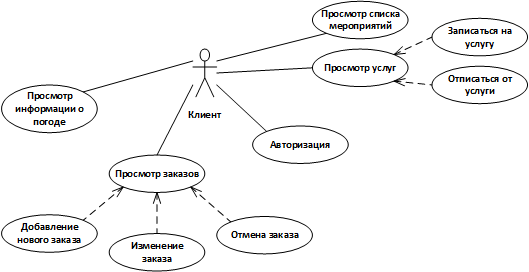 Просмотр списка
мероприятий
Записаться на
услугу
Просмотр услуг
Отписаться от
услуги
Просмотр
информации о
погоде
Клиент
Авторизация
Просмотр заказов
Добавление
нового заказа
Изменение
заказа
Отмена заказа